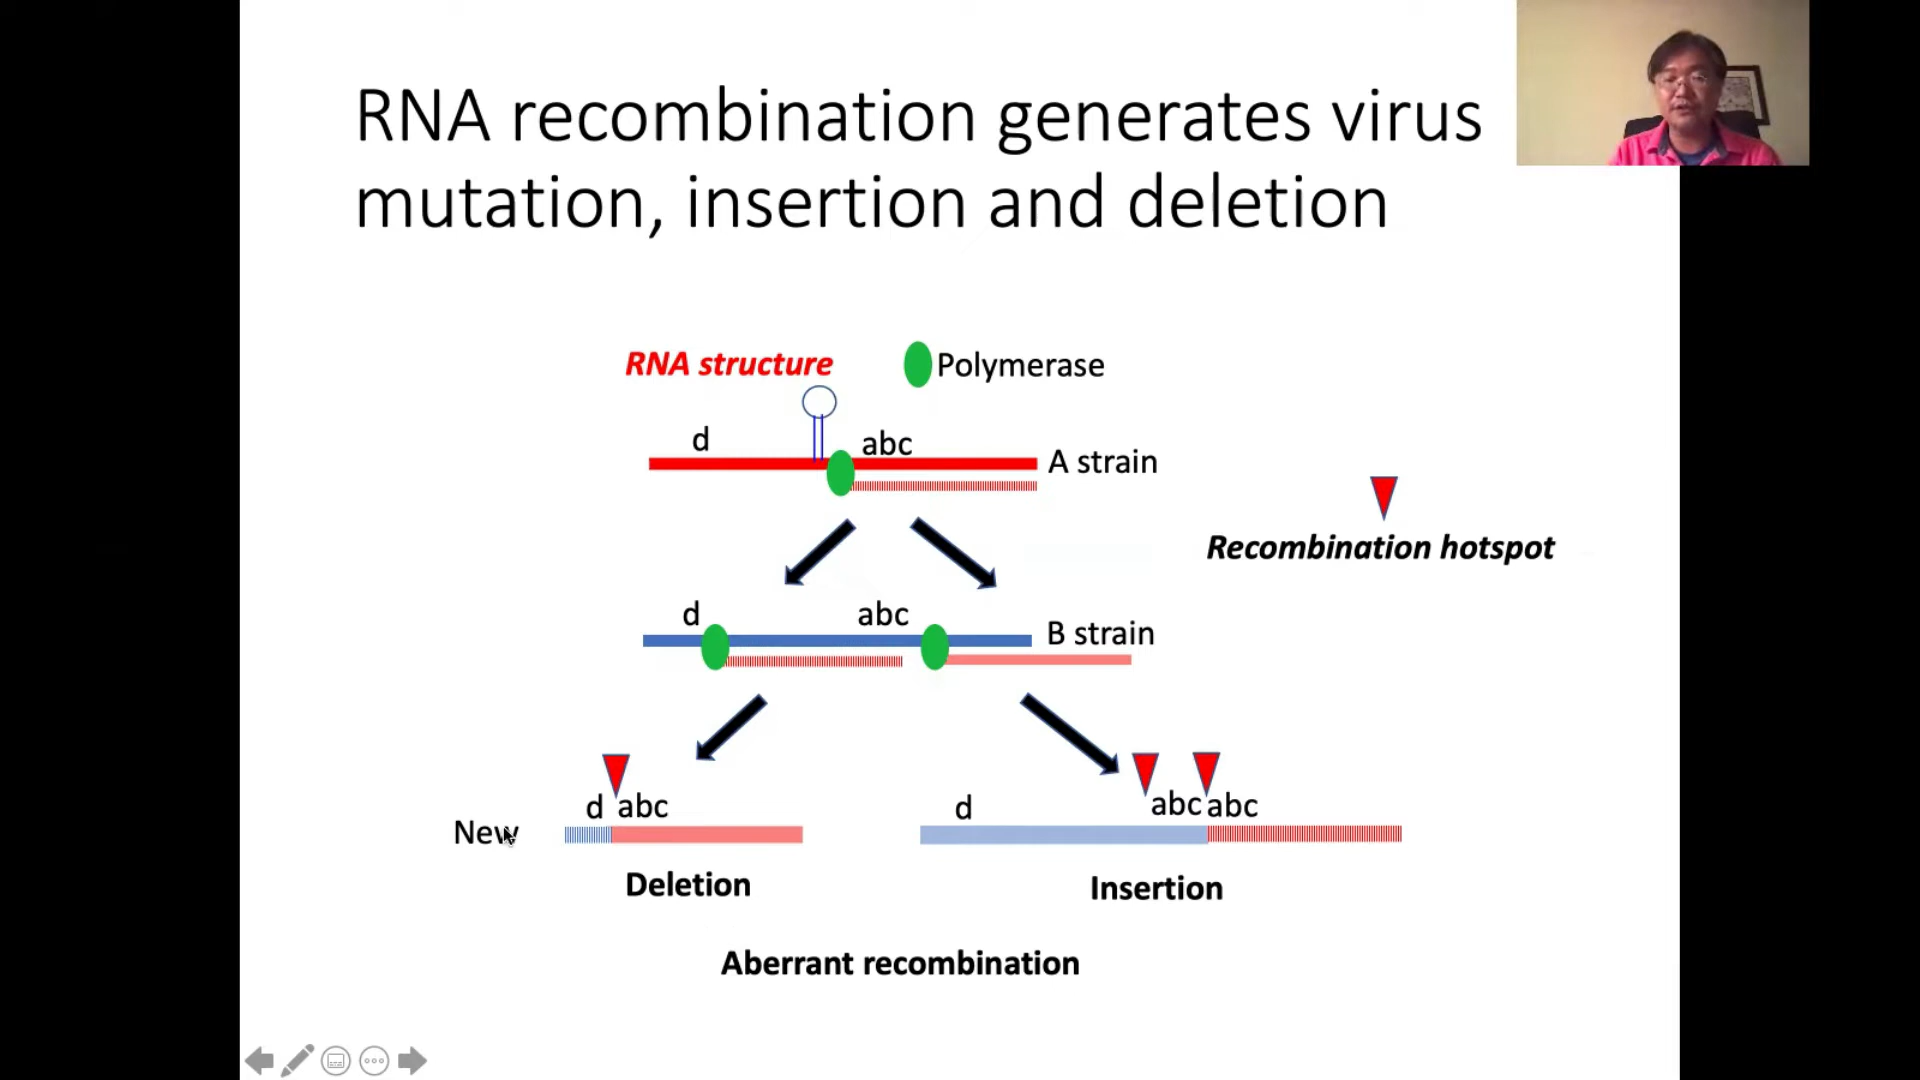 RNA recombination generates virus
mutation, insertion and deletion
RNA structure
Polymerase
d
abc
A strain
Recombination hotspot
d
abc
B strain
New
d
abc
d
abc
abc
Deletion
Insertion
Aberrant recombination